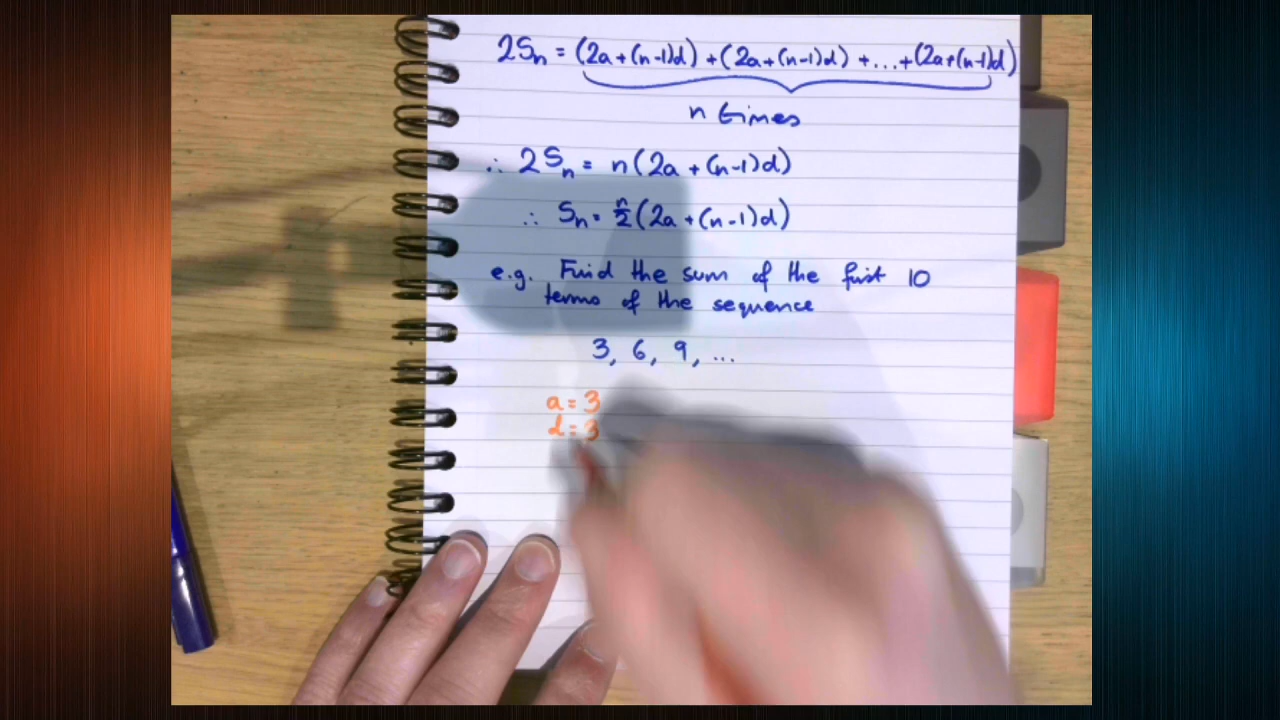 2Sₙ = (2a+(n-1)d) + (2a+(n-1)d) + ... + (2a+(n-1)d)
n times
∴ 2Sₙ = n(2a+(n-1)d)
∴ Sₙ = n/2(2a+(n-1)d)
e.g. Find the sum of the first 10
terms of the sequence
3, 6, 9, ...
a = 3
d = 3